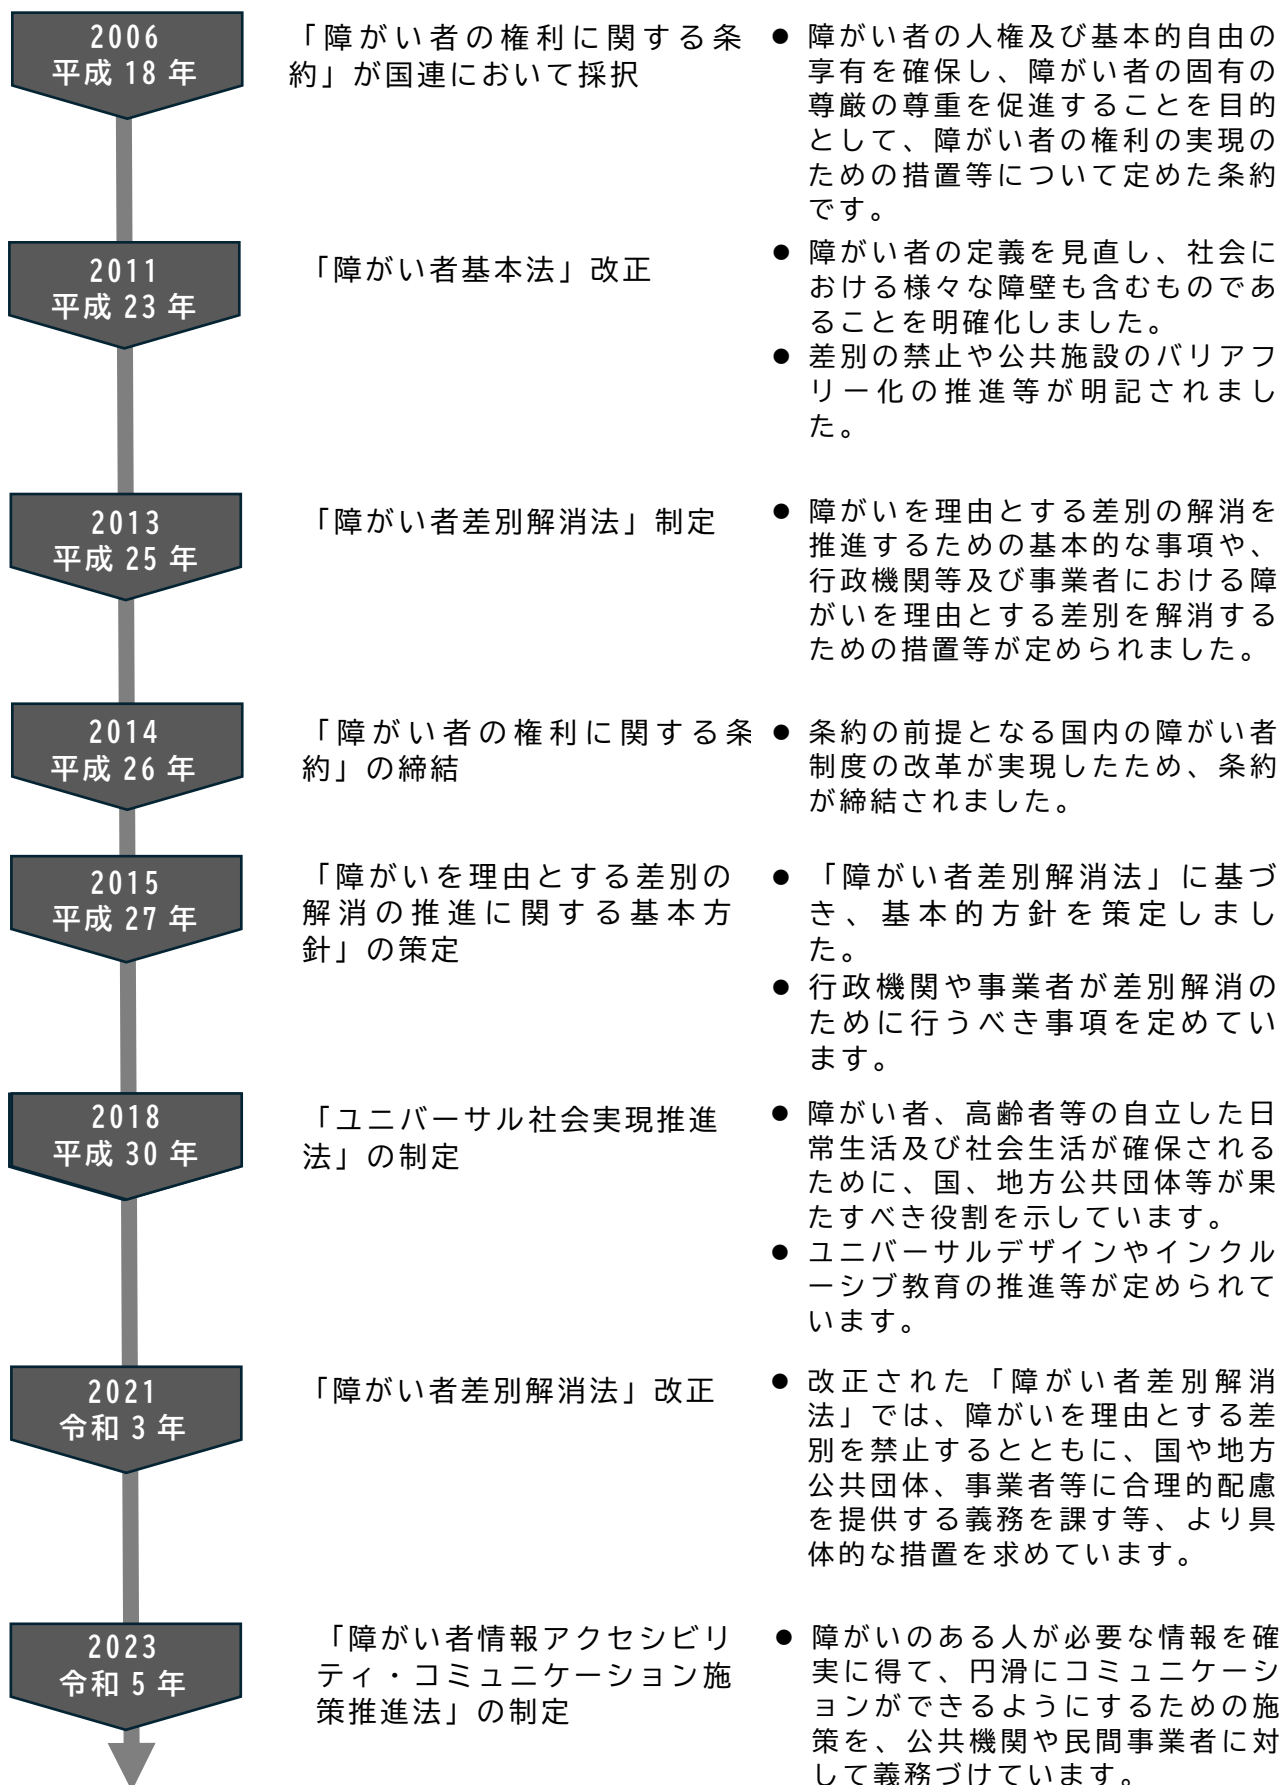 2006
平成 18 年
「障がい者の権利に関する条
約」が国連において採択
● 障がい者の人権及び基本的自由の
享有を確保し、障がい者の固有の
尊厳の尊重を促進することを目的
として、障がい者の権利の実現の
ための措置等について定めた条約
です。
2011
平成 23 年
「障がい者基本法」改正
● 障がい者の定義を見直し、社会に
おける様々な障壁も含むものであ
ることを明確化しました。
● 差別の禁止や公共施設のバリアフ
リー化の推進等が明記されまし
た。
2013
平成 25 年
「障がい者差別解消法」制定
● 障がいを理由とする差別の解消を
推進するための基本的な事項や、
行政機関等及び事業者における障
がいを理由とする差別を解消する
ための措置等が定められました。
2014
平成 26 年
「障がい者の権利に関する条
約」の締結
● 条約の前提となる国内の障がい者
制度の改革が実現したため、条約
が締結されました。
2015
平成 27 年
「障がいを理由とする差別の
解消の推進に関する基本方
針」の策定
● 「障がい者差別解消法」に基づ
き、基本的方針を策定しまし
た。
● 行政機関や事業者が差別解消の
ために行うべき事項を定めてい
ます。
2018
平成 30 年
「ユニバーサル社会実現推進
法」の制定
● 障がい者、高齢者等の自立した日
常生活及び社会生活が確保される
ために、国、地方公共団体等が果
たすべき役割を示しています。
● ユニバーサルデザインやインクル
ーシブ教育の推進等が定められて
います。
2021
令和 3 年
「障がい者差別解消法」改正
● 改正された「障がい者差別解消
法」では、障がいを理由とする差
別を禁止するとともに、国や地方
公共団体、事業者等に合理的配慮
を提供する義務を課す等、より具
体的な措置を求めています。
2023
令和 5 年
「障がい者情報アクセシビリ
ティ・コミュニケーション施
策推進法」の制定
● 障がいのある人が必要な情報を確
実に得て、円滑にコミュニケーシ
ョンができるようにするための施
策を、公共機関や民間事業者に対
して義務づけています。